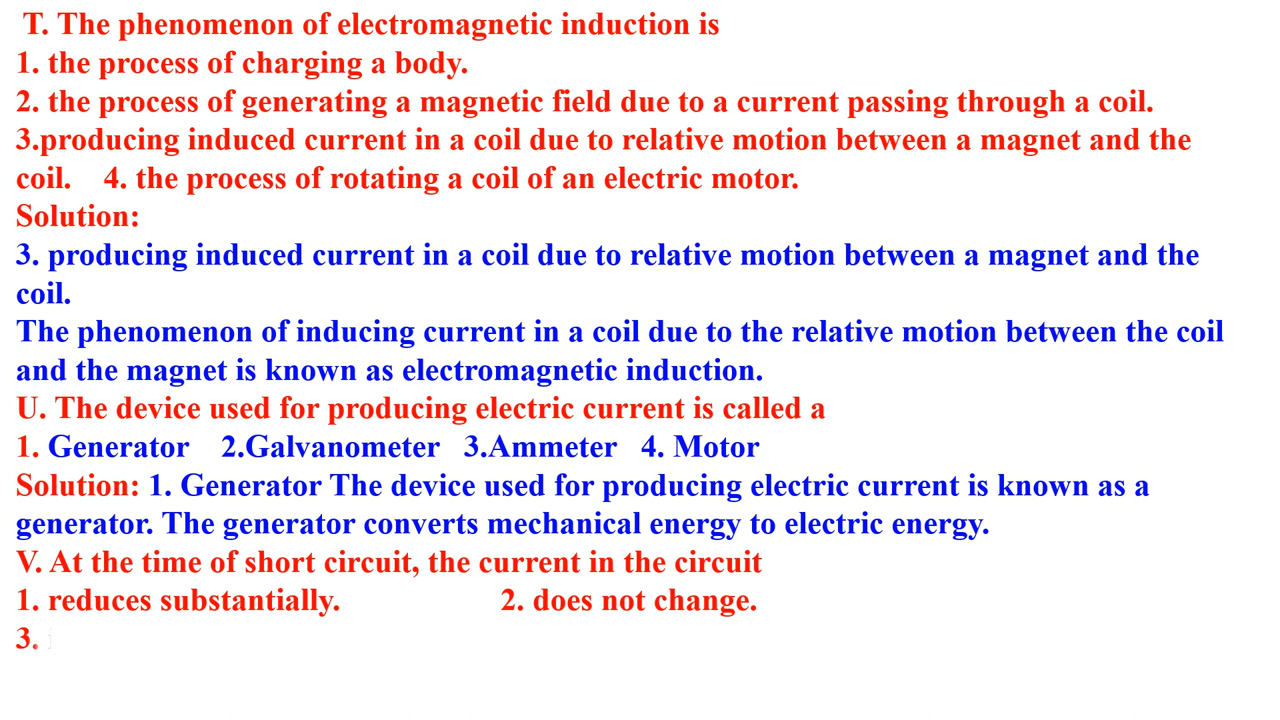 T. The phenomenon of electromagnetic induction is
1. the process of charging a body.
2. the process of generating a magnetic field due to a current passing through a coil.
3.producing induced current in a coil due to relative motion between a magnet and the
coil.    4. the process of rotating a coil of an electric motor.
Solution:
3. producing induced current in a coil due to relative motion between a magnet and the
coil.
The phenomenon of inducing current in a coil due to the relative motion between the coil
and the magnet is known as electromagnetic induction.
U. The device used for producing electric current is called a
1. Generator    2.Galvanometer   3.Ammeter   4. Motor
Solution: 1. Generator The device used for producing electric current is known as a
generator. The generator converts mechanical energy to electric energy.
V. At the time of short circuit, the current in the circuit
1. reduces substantially.                    2. does not change.
3.